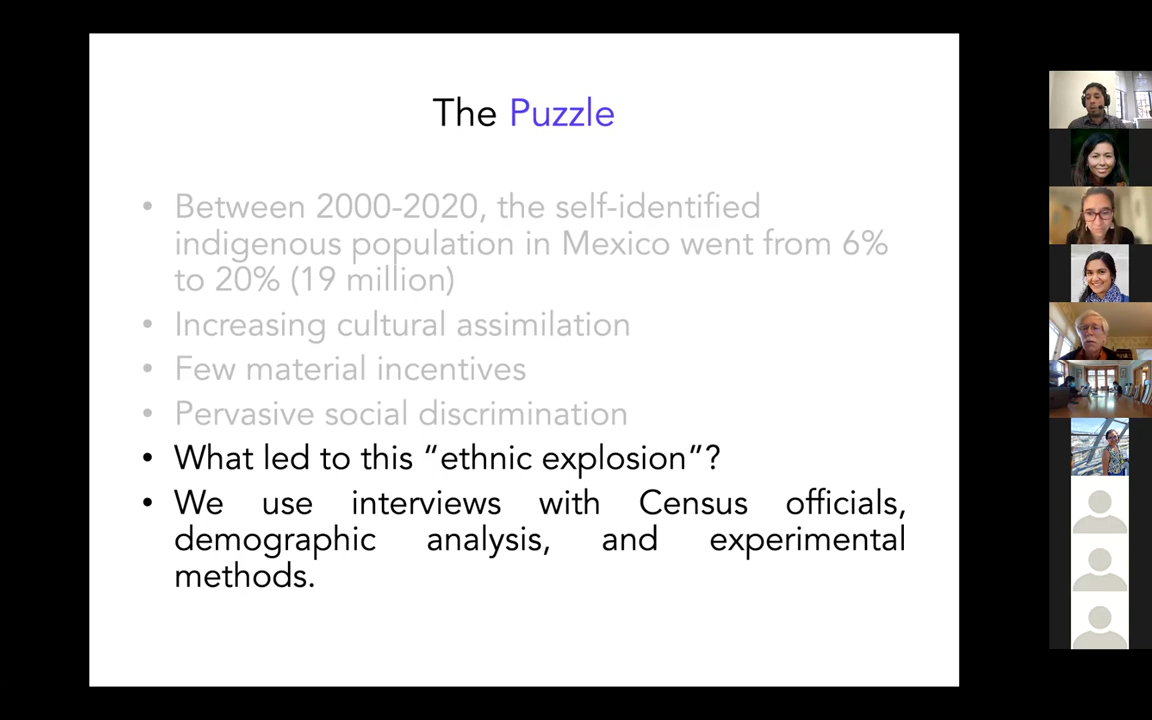 The Puzzle
• Between 2000-2020, the self-identified
indigenous population in Mexico went from 6%
to 20% (19 million)
• Increasing cultural assimilation
• Few material incentives
• Pervasive social discrimination
• What led to this “ethnic explosion”?
• We use interviews with Census officials,
demographic analysis, and experimental
methods.